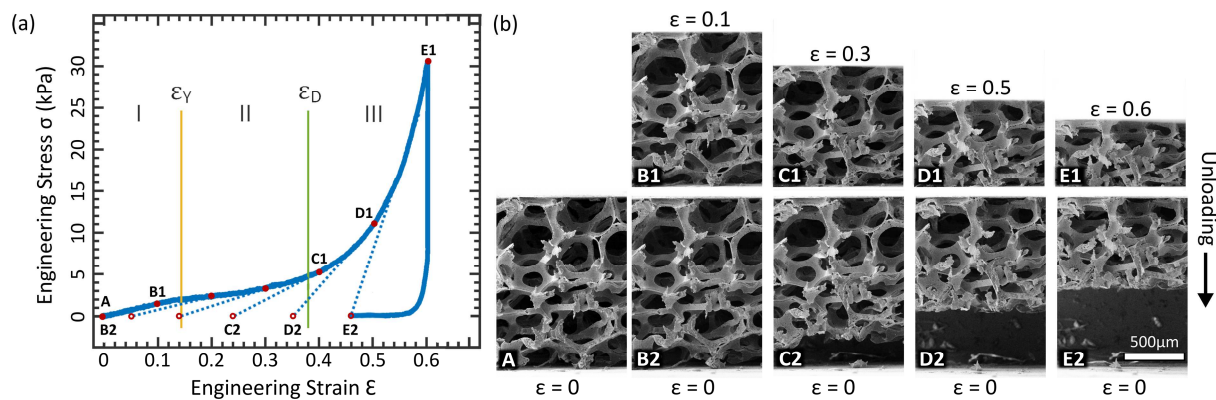 (a)
Engineering Stress σ (kPa)
30
25
20
15
10
5
0
I
εY
II
εD
III
A
B1
C1
D1
E1
B2
C2
D2
E2
0
0.1
0.2
0.3
0.4
0.5
0.6
Engineering Strain ε
(b)
ε = 0.1
ε = 0.3
ε = 0.5
ε = 0.6
B1
C1
D1
E1
Unloading
A
B2
C2
D2
E2
500μm
ε = 0
ε = 0
ε = 0
ε = 0
ε = 0